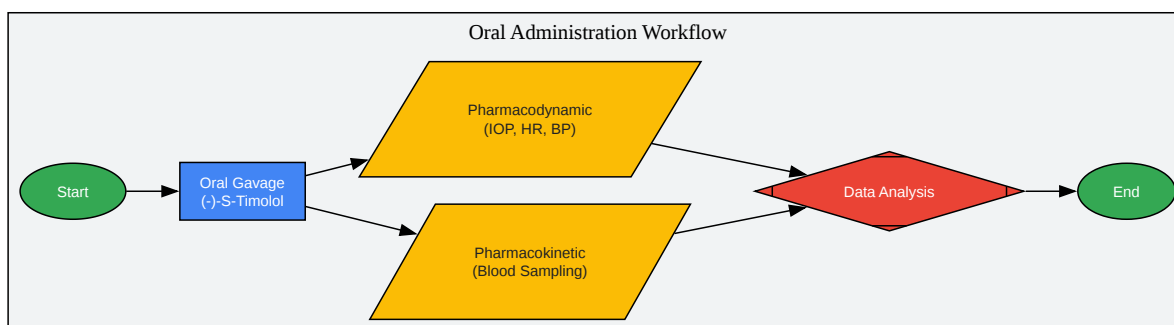 Oral Administration Workflow
Start
Oral Gavage
(-)-S-Timolol
Pharmacodynamic
(IOP, HR, BP)
Pharmacokinetic
(Blood Sampling)
Data Analysis
End